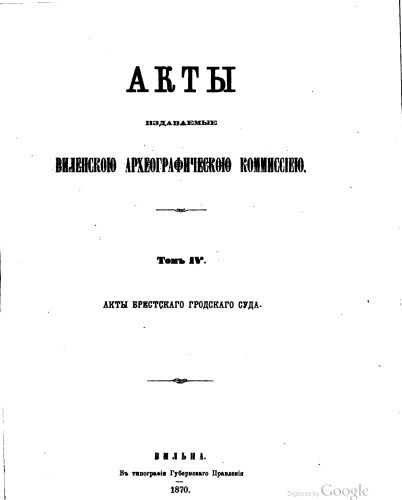 АКТЫ
ИЗДАВАЕМЫЕ
ВИЛЕНСКОЮ АРХЕОГРАФИЧЕСКОЮ КОММИССІЕЮ.
Томъ IV.
АКТЫ БРЕСТСКАГО ГРОДСКАГО СУДА.
ВИЛЬНА.
Въ типографіи Губернскаго Правленія
1870.
Digitized by Google